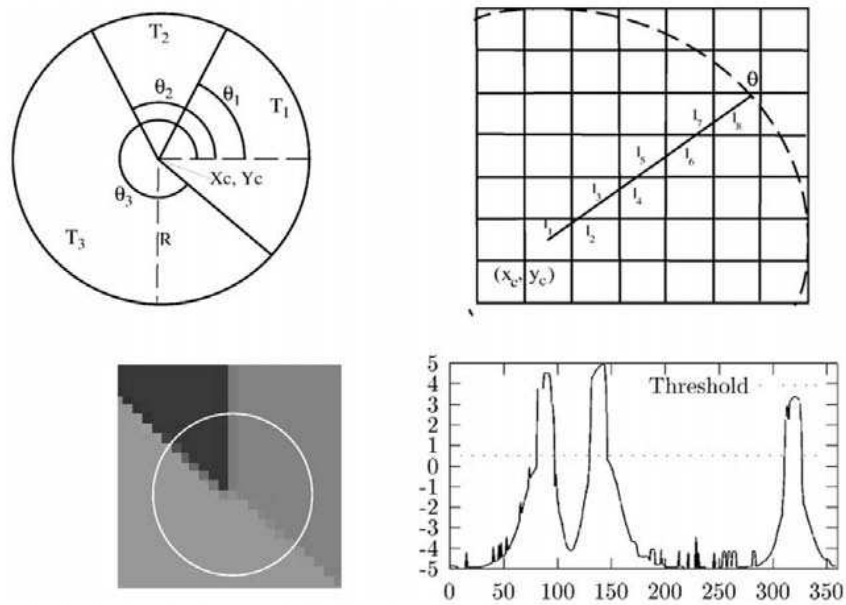 T2
θ2
θ1
T1
Xc, Yc
θ3
T3
R
θ
l7
l8
l5
l6
l3
l4
l1
l2
(xc, yc)
5
4
3
2
1
0
-1
-2
-3
-4
-5
Threshold
0 50 100 150 200 250 300 350